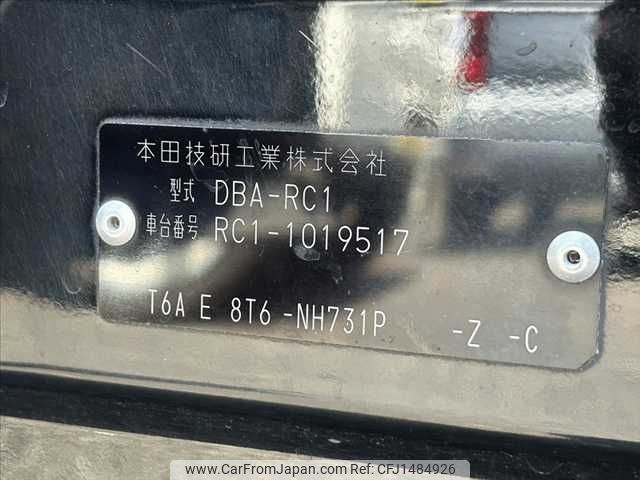 本田技研工業株式会社
型式 DBA-RC1
車台番号 RC1-1019517
T6A E 8T6 -NH731P -Z -C
www.CarFromJapan.com - CFJ1484926